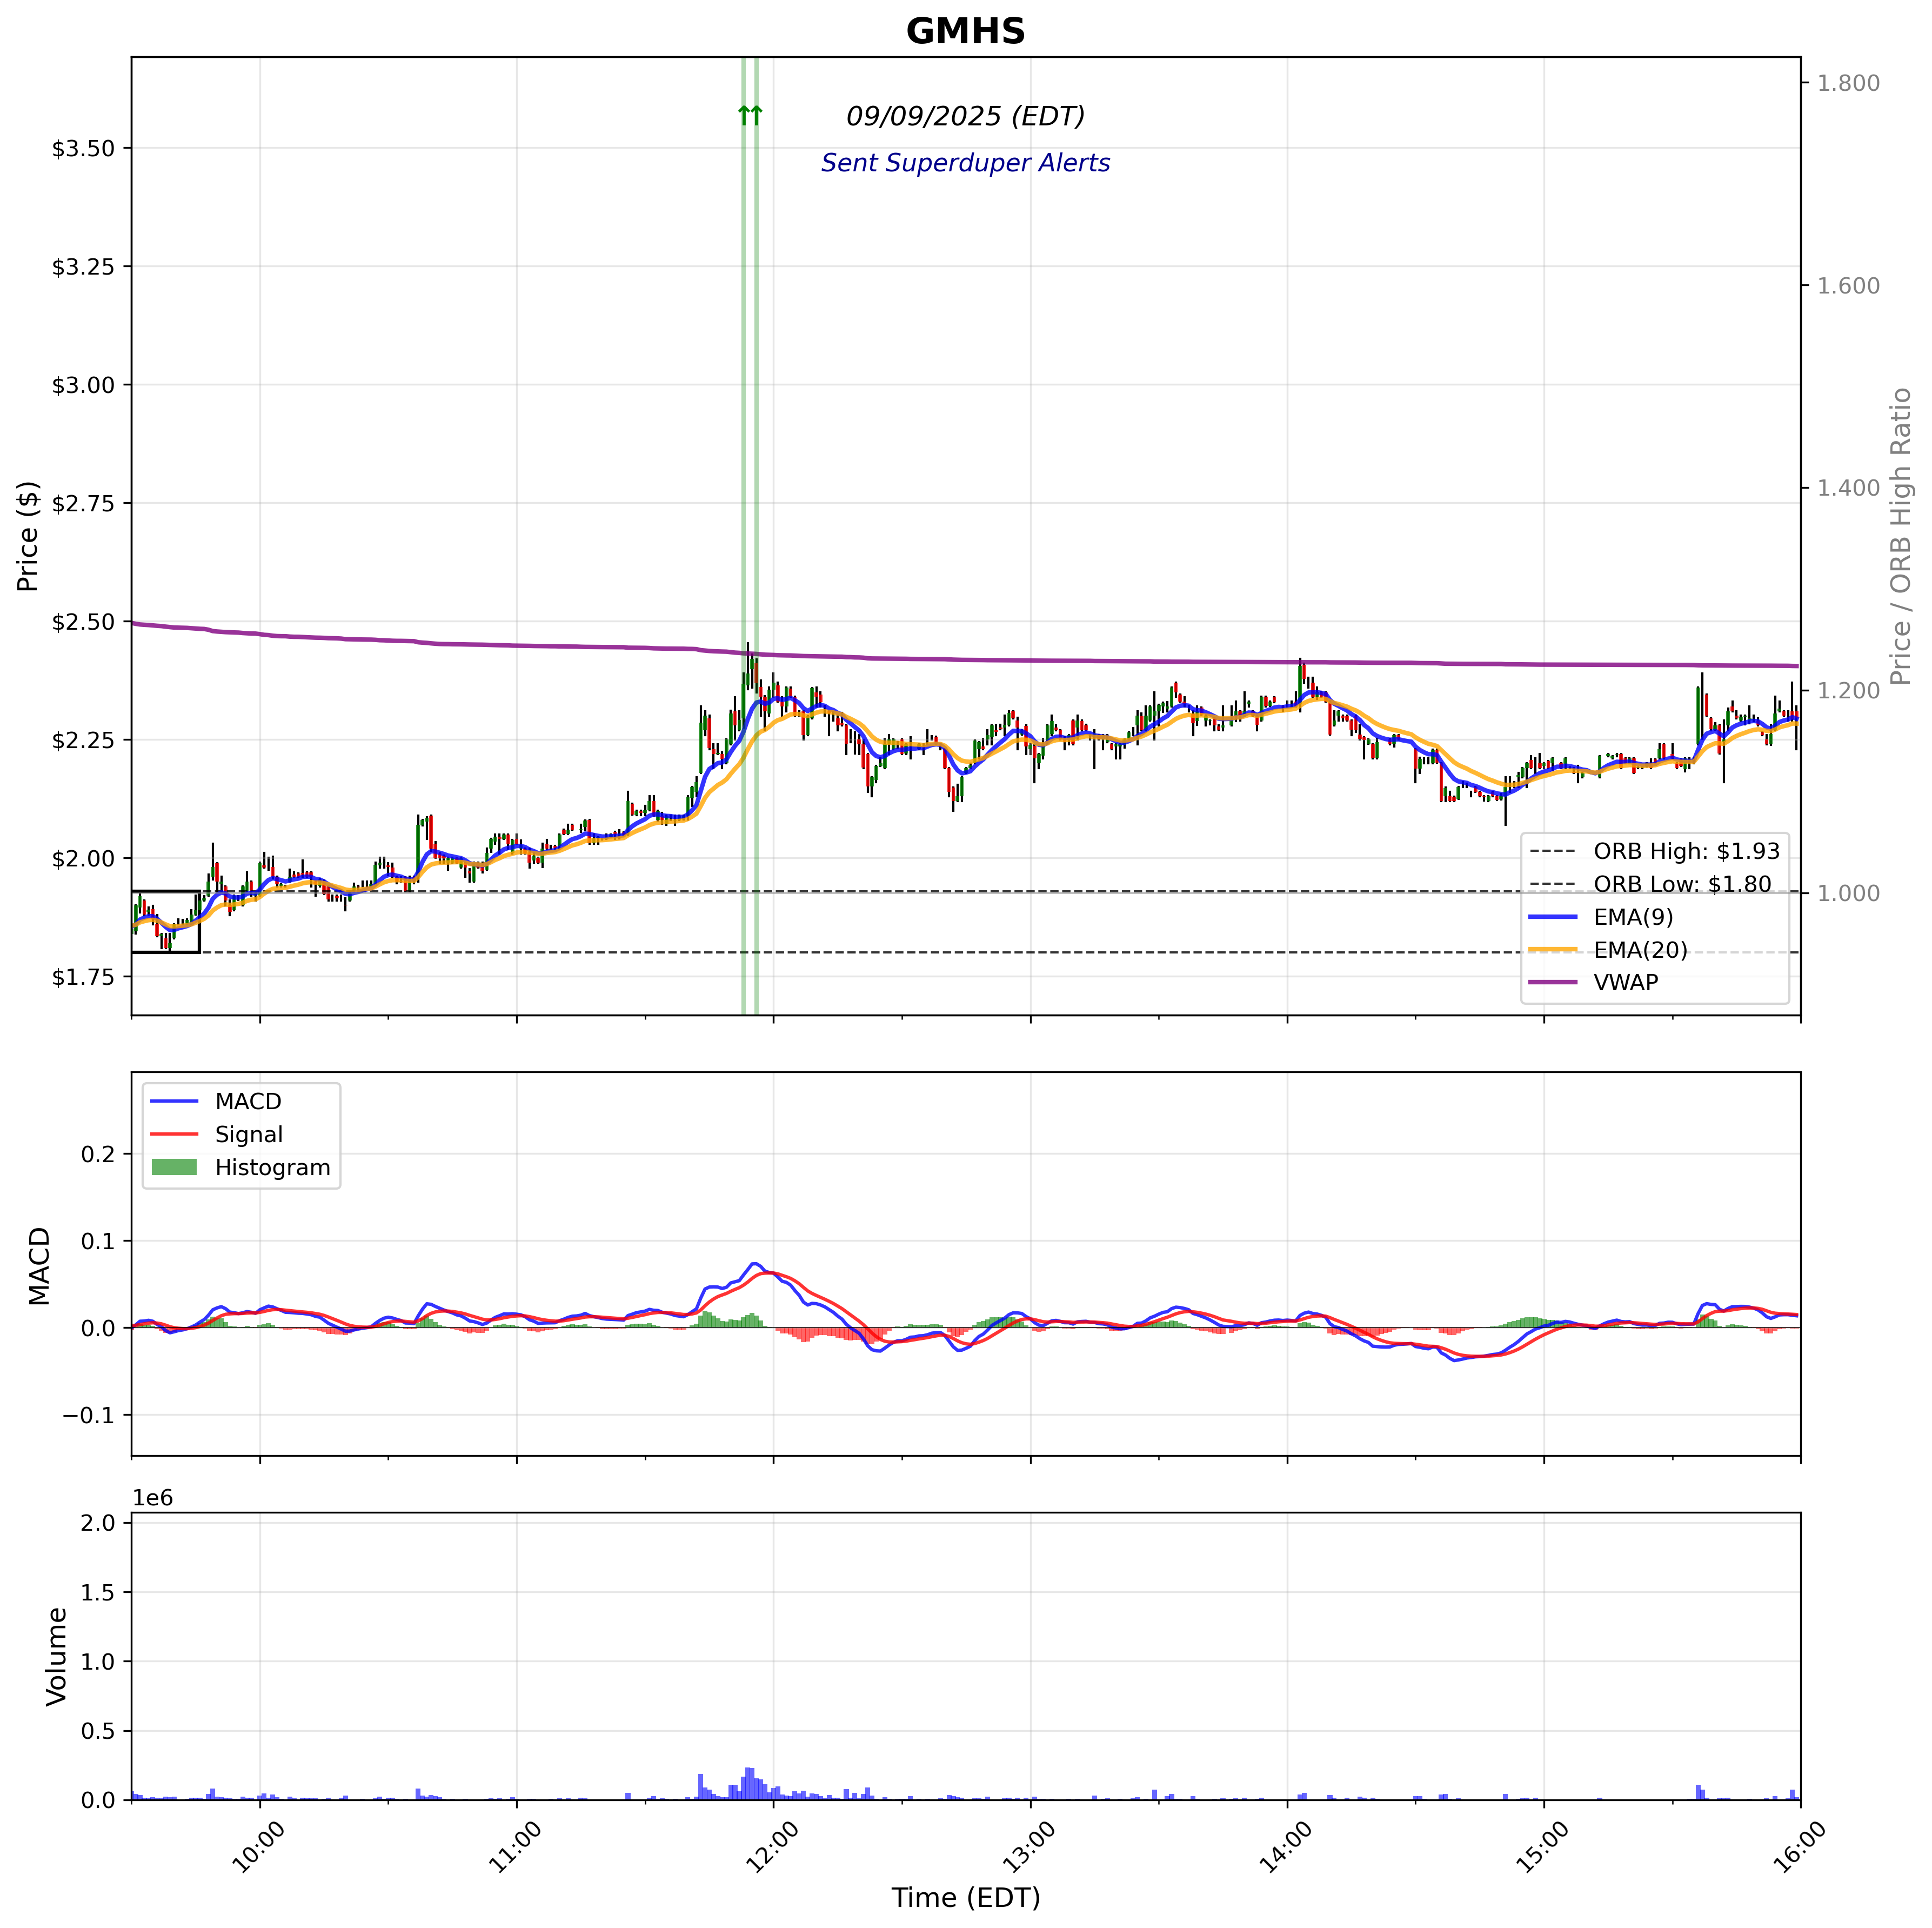 GMHS
09/09/2025 (EDT)
Sent Superduper Alerts
↑↑
Price ($)
$3.50
$3.25
$3.00
$2.75
$2.50
$2.25
$2.00
$1.75
Price / ORB High Ratio
1.800
1.600
1.400
1.200
1.000
ORB High: $1.93
ORB Low: $1.80
EMA(9)
EMA(20)
VWAP
MACD
Signal
Histogram
MACD
0.2
0.1
0.0
−0.1
1e6
Volume
2.0
1.5
1.0
0.5
0.0
10:00
11:00
12:00
13:00
14:00
15:00
16:00
Time (EDT)